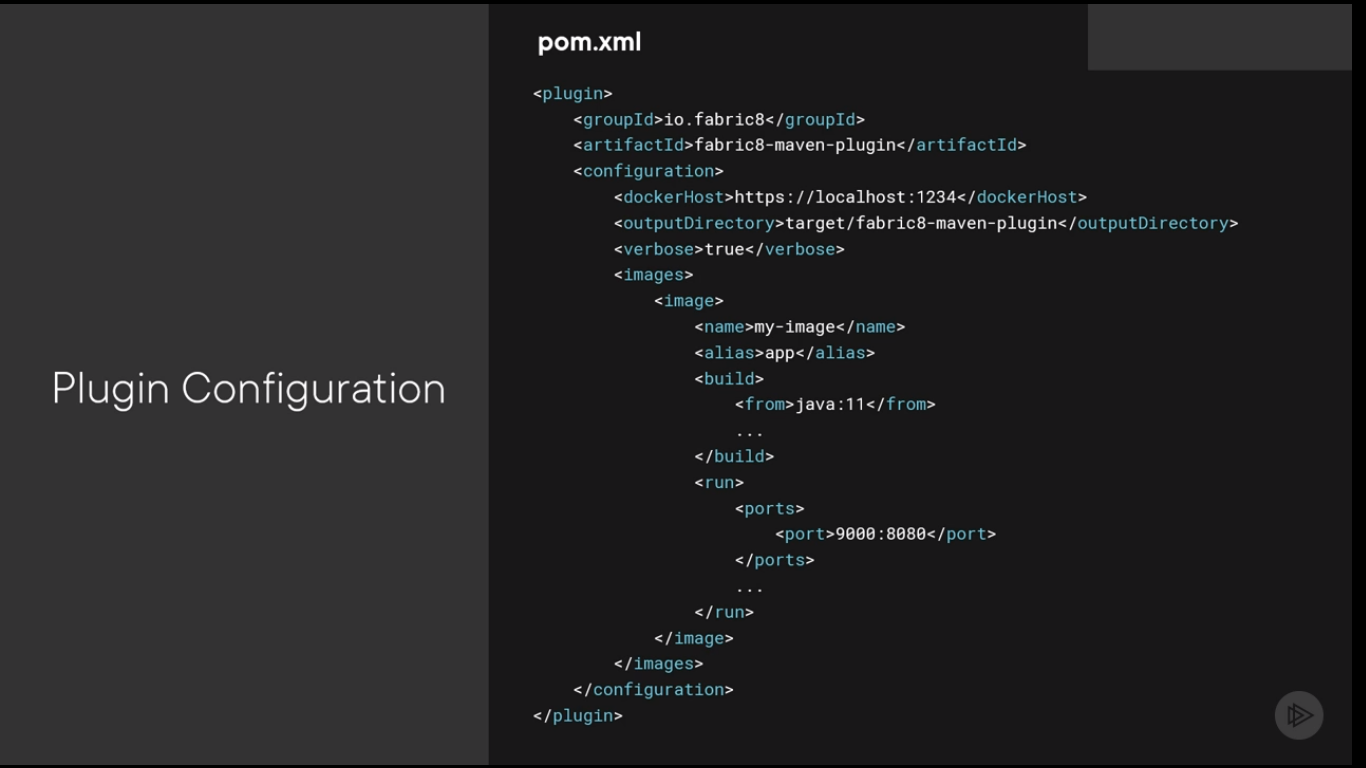 Plugin Configuration
pom.xml
<plugin>
    <groupId>io.fabric8</groupId>
    <artifactId>fabric8-maven-plugin</artifactId>
    <configuration>
        <dockerHost>https://localhost:1234</dockerHost>
        <outputDirectory>target/fabric8-maven-plugin</outputDirectory>
        <verbose>true</verbose>
        <images>
            <image>
                <name>my-image</name>
                <alias>app</alias>
                <build>
                    <from>java:11</from>
                    ...
                </build>
                <run>
                    <ports>
                        <port>9000:8080</port>
                    </ports>
                    ...
                </run>
            </image>
        </images>
    </configuration>
</plugin>